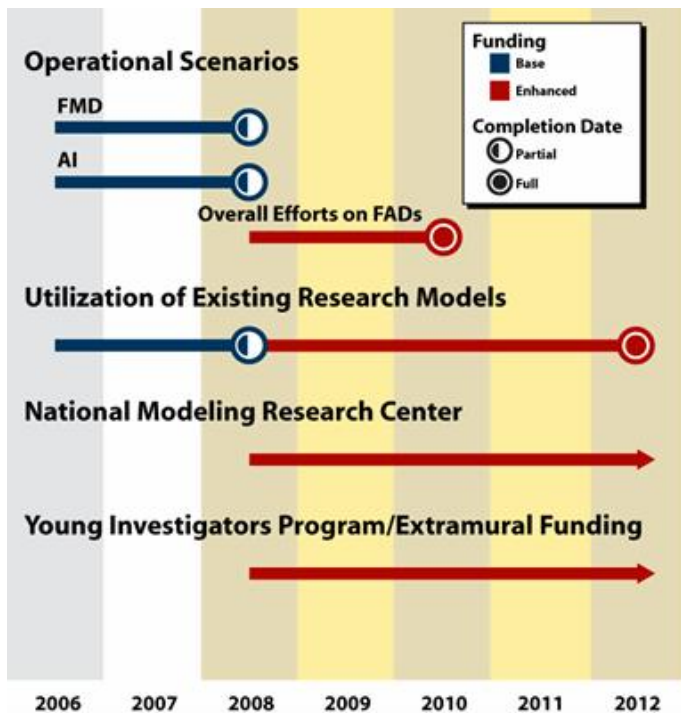 Operational Scenarios
FMD
AI
Overall Efforts on FADs
Funding
Base
Enhanced
Completion Date
Partial
Full
Utilization of Existing Research Models
National Modeling Research Center
Young Investigators Program/Extramural Funding
2006 2007 2008 2009 2010 2011 2012